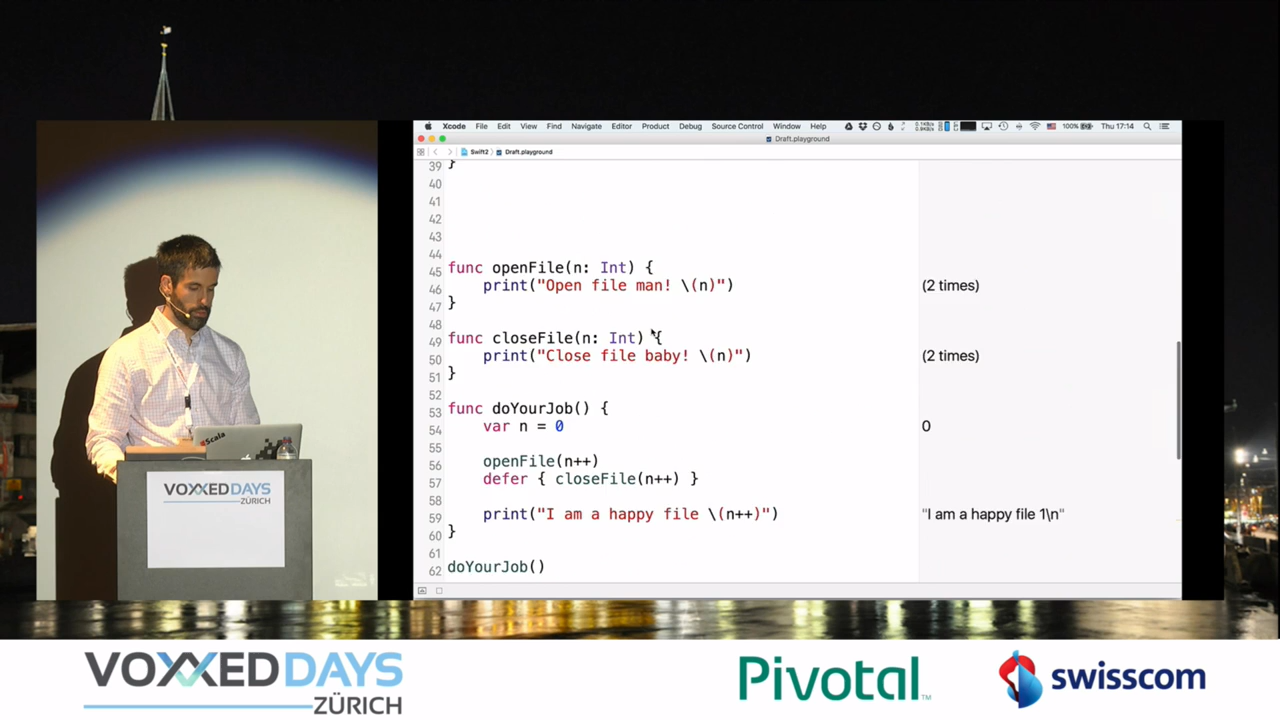 Xcode File Edit View Find Navigate Editor Product Debug Source Control Window Help 100% Thu 17:14
Draft.playground
Swift2 Draft.playground
39 }
40
41
42
43
44
45 func openFile(n: Int) {
46 print("Open file man! \(n)") (2 times)
47 }
48
49 func closeFile(n: Int) {
50 print("Close file baby! \(n)") (2 times)
51 }
52
53 func doYourJob() {
54 var n = 0 0
55
56 openFile(n++)
57 defer { closeFile(n++) }
58
59 print("I am a happy file \(n++)") "I am a happy file 1\n"
60 }
61
62 doYourJob()
Scala
VOXXED DAYS
ZÜRICH
VOXXED DAYS
ZÜRICH
Pivotal™
swisscom